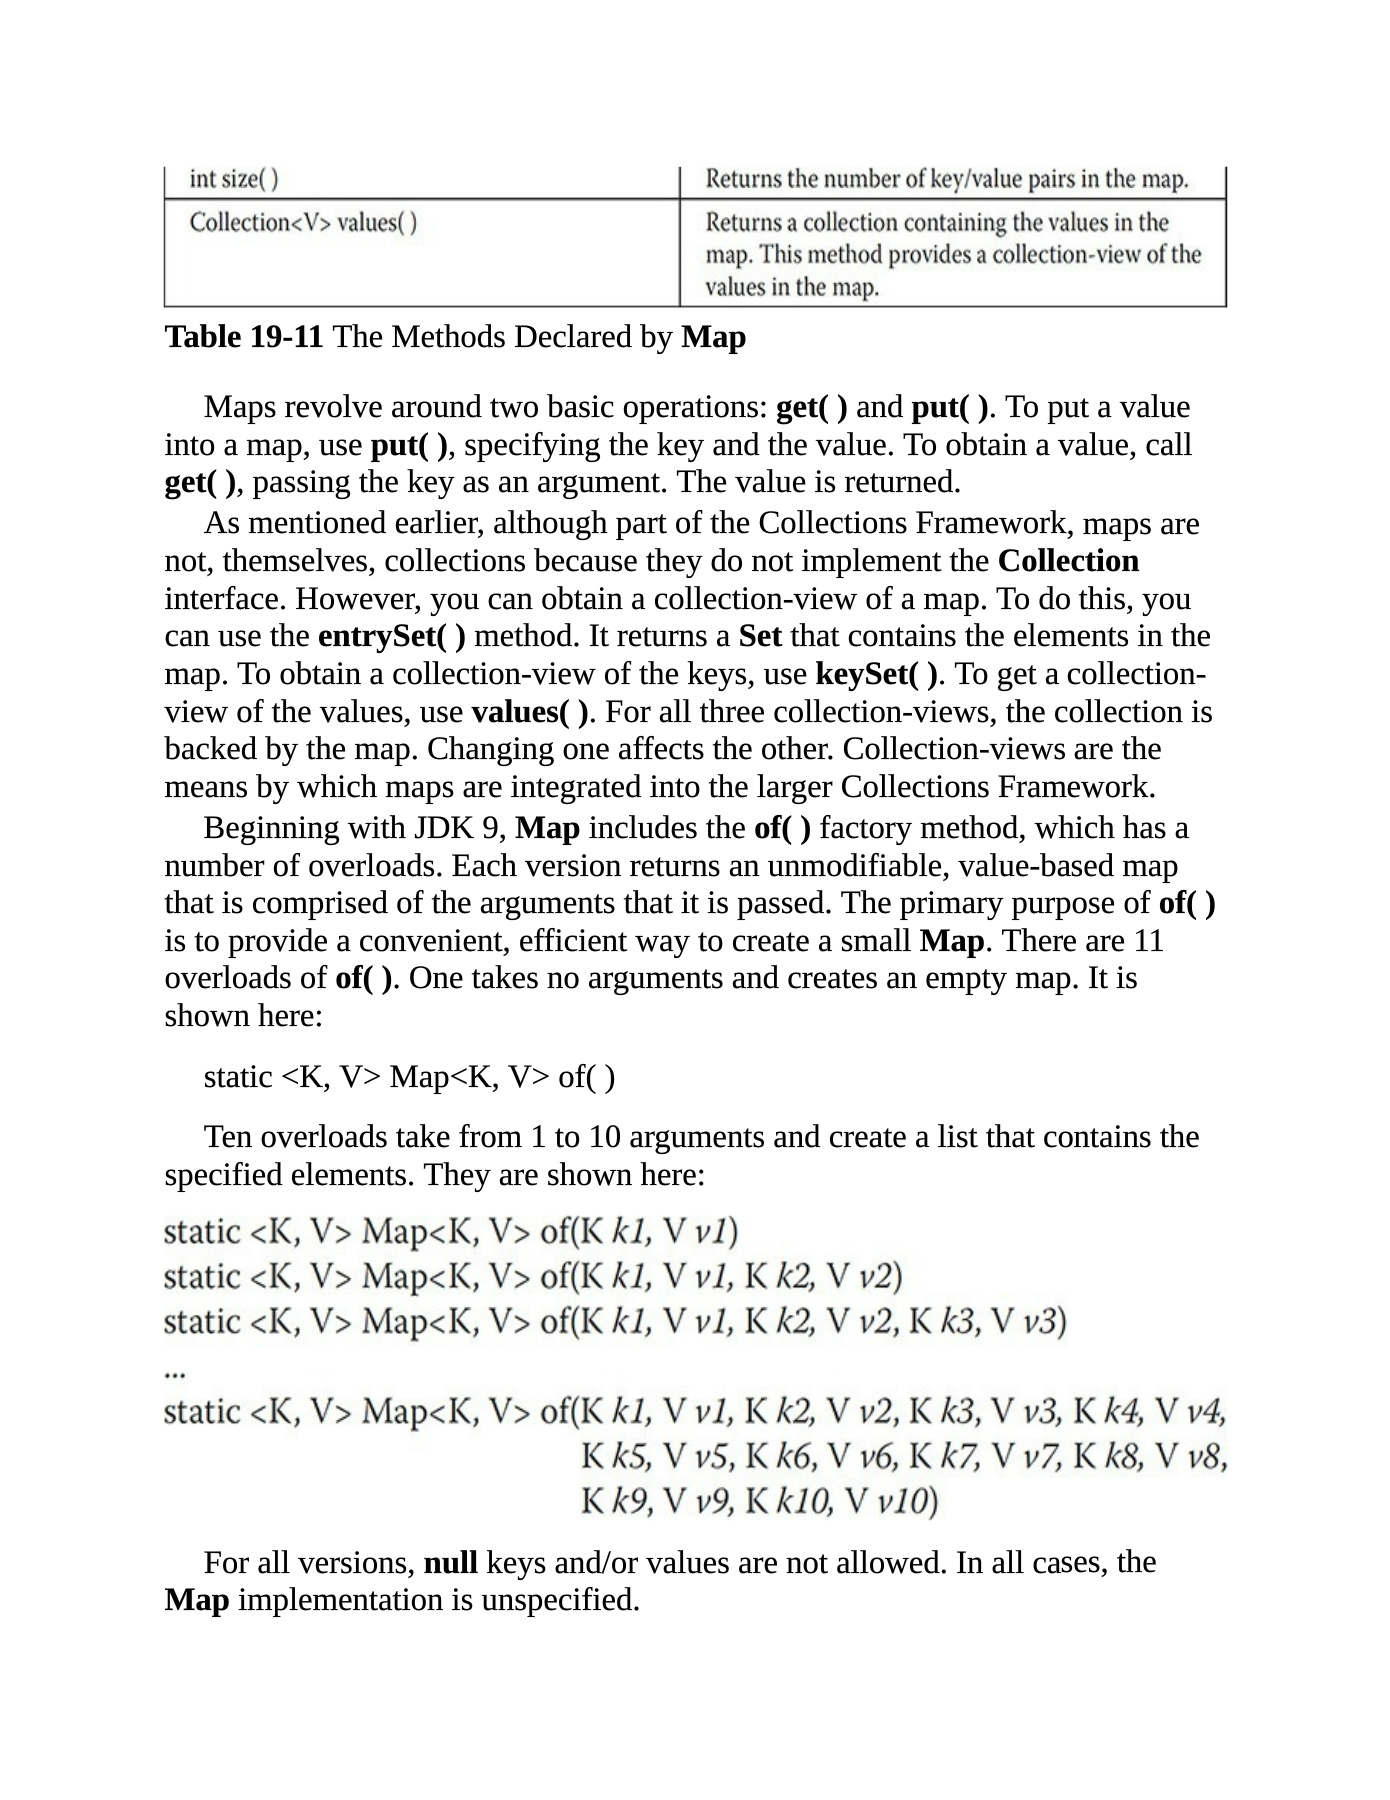 int size( )
Returns the number of key/value pairs in the map.
Collection<V> values( )
Returns a collection containing the values in the
map. This method provides a collection-view of the
values in the map.
Table 19-11 The Methods Declared by Map
Maps revolve around two basic operations: get( ) and put( ). To put a value
into a map, use put( ), specifying the key and the value. To obtain a value, call
get( ), passing the key as an argument. The value is returned.
As mentioned earlier, although part of the Collections Framework, maps are
not, themselves, collections because they do not implement the Collection
interface. However, you can obtain a collection-view of a map. To do this, you
can use the entrySet( ) method. It returns a Set that contains the elements in the
map. To obtain a collection-view of the keys, use keySet( ). To get a collection-
view of the values, use values( ). For all three collection-views, the collection is
backed by the map. Changing one affects the other. Collection-views are the
means by which maps are integrated into the larger Collections Framework.
Beginning with JDK 9, Map includes the of( ) factory method, which has a
number of overloads. Each version returns an unmodifiable, value-based map
that is comprised of the arguments that it is passed. The primary purpose of of( )
is to provide a convenient, efficient way to create a small Map. There are 11
overloads of of( ). One takes no arguments and creates an empty map. It is
shown here:
static <K, V> Map<K, V> of( )
Ten overloads take from 1 to 10 arguments and create a list that contains the
specified elements. They are shown here:
static <K, V> Map<K, V> of(K k1, V v1)
static <K, V> Map<K, V> of(K k1, V v1, K k2, V v2)
static <K, V> Map<K, V> of(K k1, V v1, K k2, V v2, K k3, V v3)
...
static <K, V> Map<K, V> of(K k1, V v1, K k2, V v2, K k3, V v3, K k4, V v4,
K k5, V v5, K k6, V v6, K k7, V v7, K k8, V v8,
K k9, V v9, K k10, V v10)
For all versions, null keys and/or values are not allowed. In all cases, the
Map implementation is unspecified.